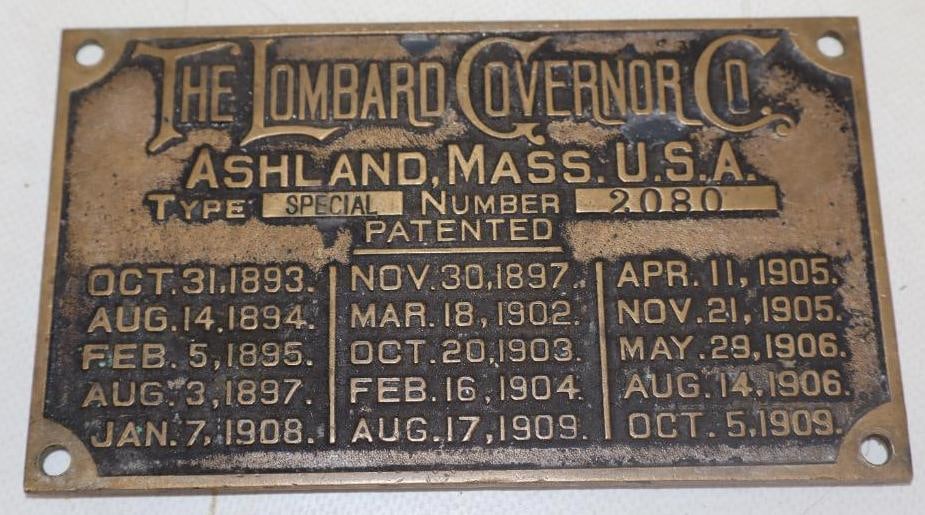 THE LOMBARD GOVERNOR CO.
ASHLAND, MASS. U.S.A.
TYPE SPECIAL NUMBER 2080
PATENTED
OCT. 31, 1893.
AUG. 14, 1894.
FEB. 5, 1895.
AUG. 3, 1897.
JAN. 7, 1908.
NOV. 30, 1897.
MAR. 18, 1902.
OCT. 20, 1903.
FEB. 16, 1904.
AUG. 17, 1909.
APR. 11, 1905.
NOV. 21, 1905.
MAY. 29, 1906.
AUG. 14, 1906.
OCT. 5, 1909.